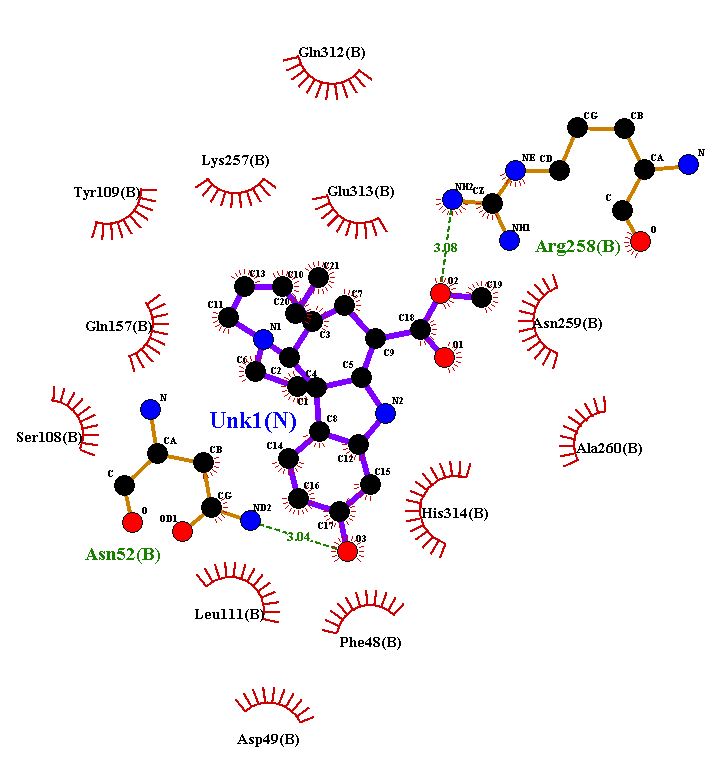 Gln312(B)
CG
CB
Lys257(B)
NE
CD
CA
N
Tyr109(B)
Glu313(B)
NH2
CZ
C
NH1
O
Arg258(B)
3.08
C13
C10
C21
O2
C19
C11
C20
C7
C3
C18
Asn259(B)
Gln157(B)
N1
C9
O1
C6
C2
C4
C5
C1
N
Unk1(N)
N2
Ser108(B)
CA
CB
C8
Ala260(B)
C14
C12
C
CG
C15
O
OD1
ND2
C16
C17
His314(B)
3.04
O3
Asn52(B)
Leu111(B)
Phe48(B)
Asp49(B)